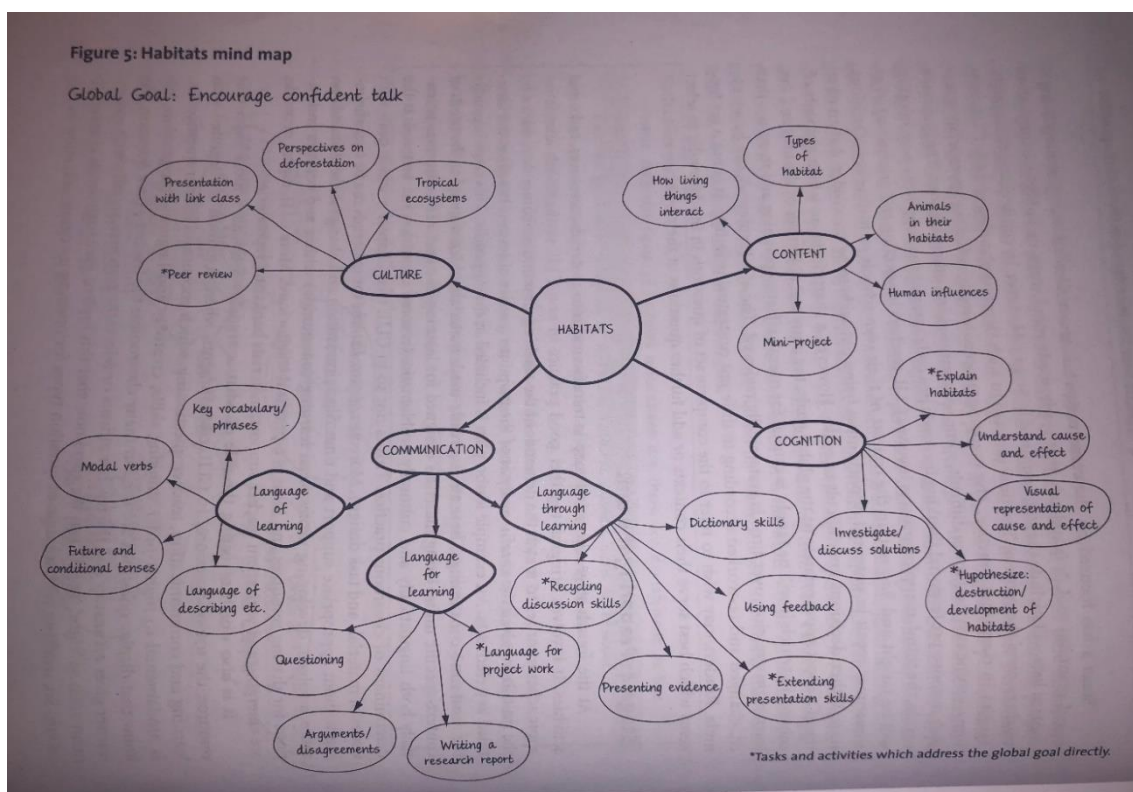 Figure 5: Habitats mind map
Global Goal: Encourage confident talk
HABITATS
CULTURE
*Peer review
Presentation
with link class
Perspectives on
deforestation
Tropical
ecosystems
CONTENT
How living
things
interact
Types
of
habitat
Animals
in their
habitats
Human influences
Mini-project
COMMUNICATION
Language
of
learning
Key vocabulary/
phrases
Modal verbs
Future and
conditional tenses
Language of
describing etc.
Language
for
learning
Questioning
Arguments/
disagreements
Writing a
research report
*Language for
project work
Language
through
learning
*Recycling
discussion skills
Presenting evidence
*Extending
presentation skills
Using feedback
Dictionary skills
COGNITION
*Explain
habitats
Understand cause
and effect
Visual
representation of
cause and effect
*Hypothesize:
destruction/
development of
habitats
Investigate/
discuss solutions
*Tasks and activities which address the global goal directly.